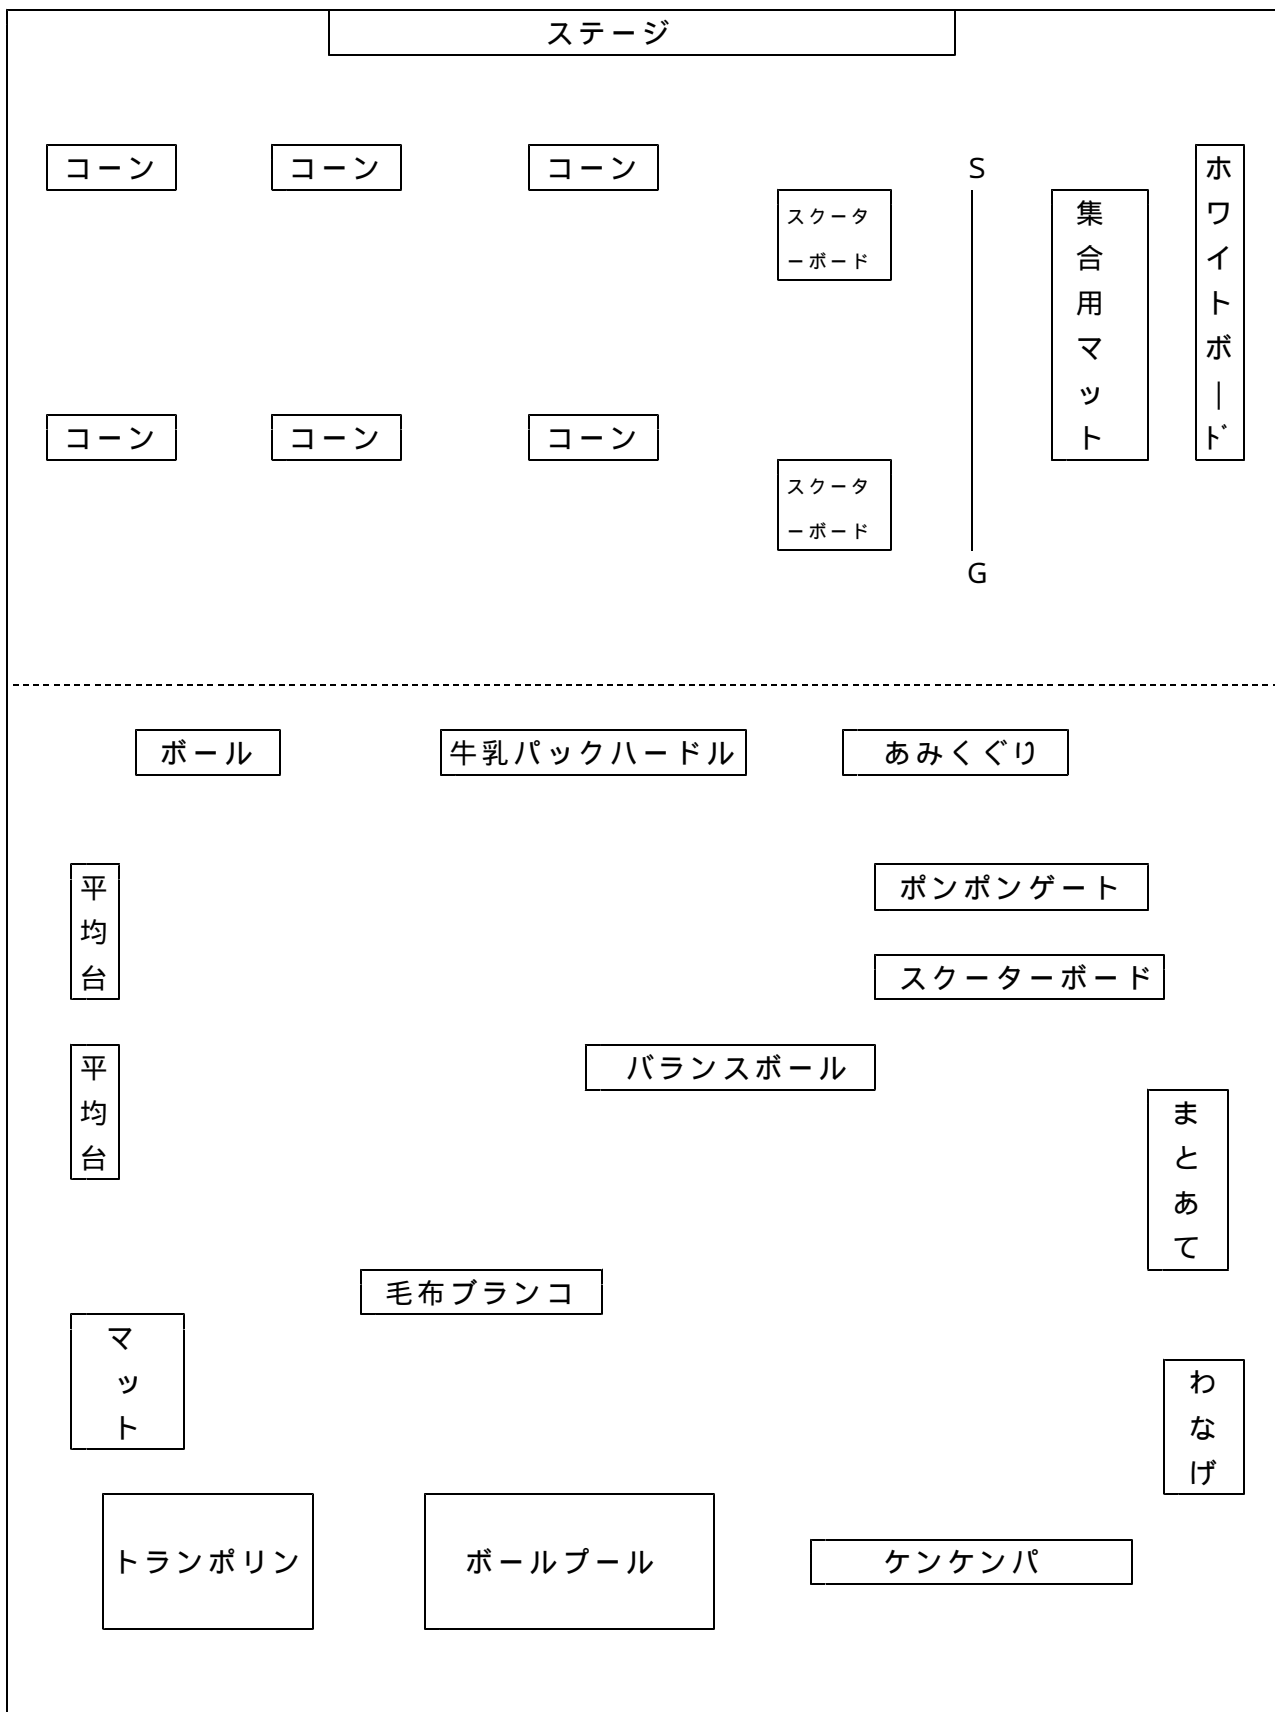 ステージ
コーン
コーン
コーン
S
ホワイトボード
スクータ
ーボード
集合用マット
コーン
コーン
コーン
スクータ
ーボード
G
ボール
牛乳パックハードル
あみくぐり
平均台
ポンポンゲート
スクーターボード
平均台
バランスボール
まとあて
毛布ブランコ
マット
わなげ
トランポリン
ボールプール
ケンケンパ